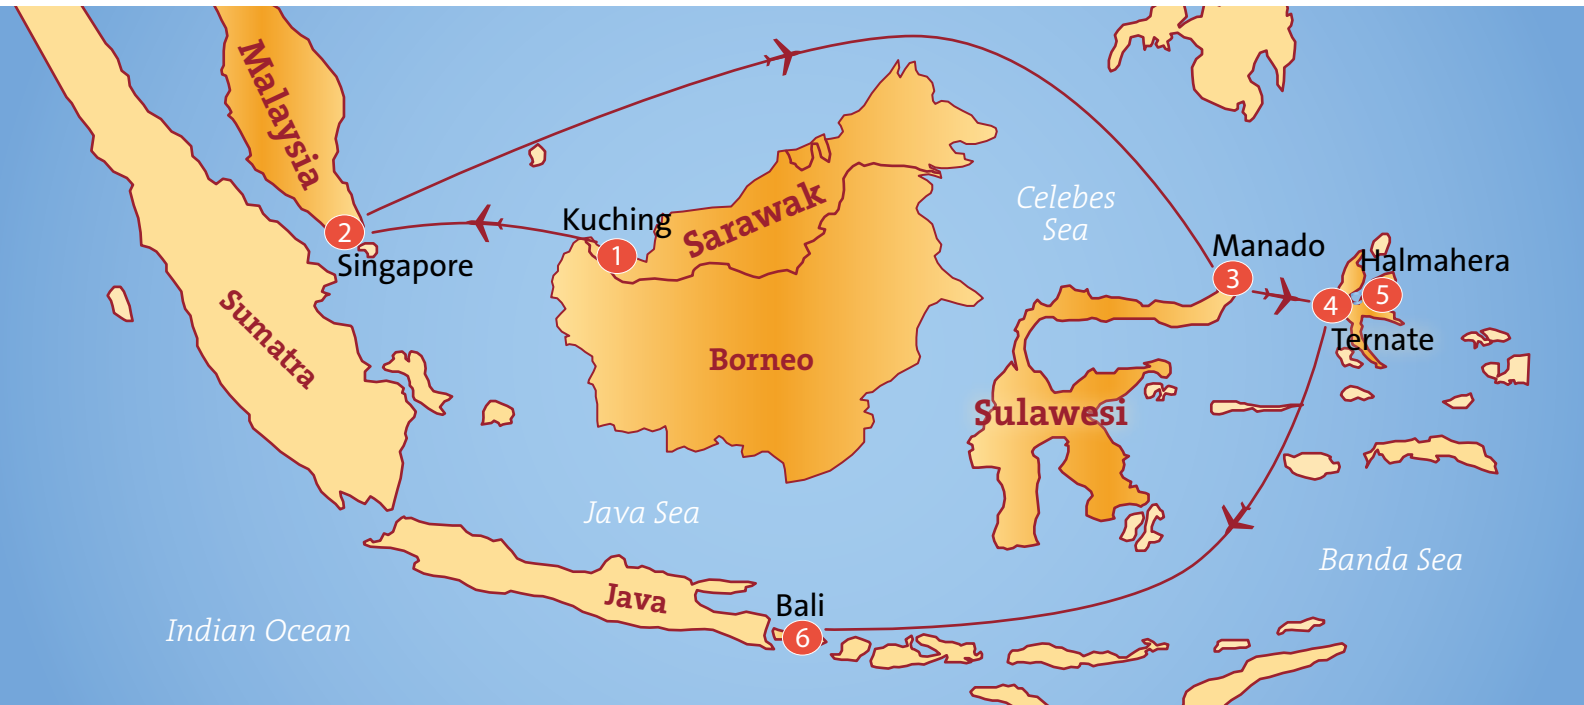 Malaysia
2
Singapore
Sumatra
Kuching
1
Sarawak
Borneo
Celebes
Sea
Manado
3
Halmahera
5
4
Ternate
Sulawesi
Java Sea
Banda Sea
Java
Bali
6
Indian Ocean